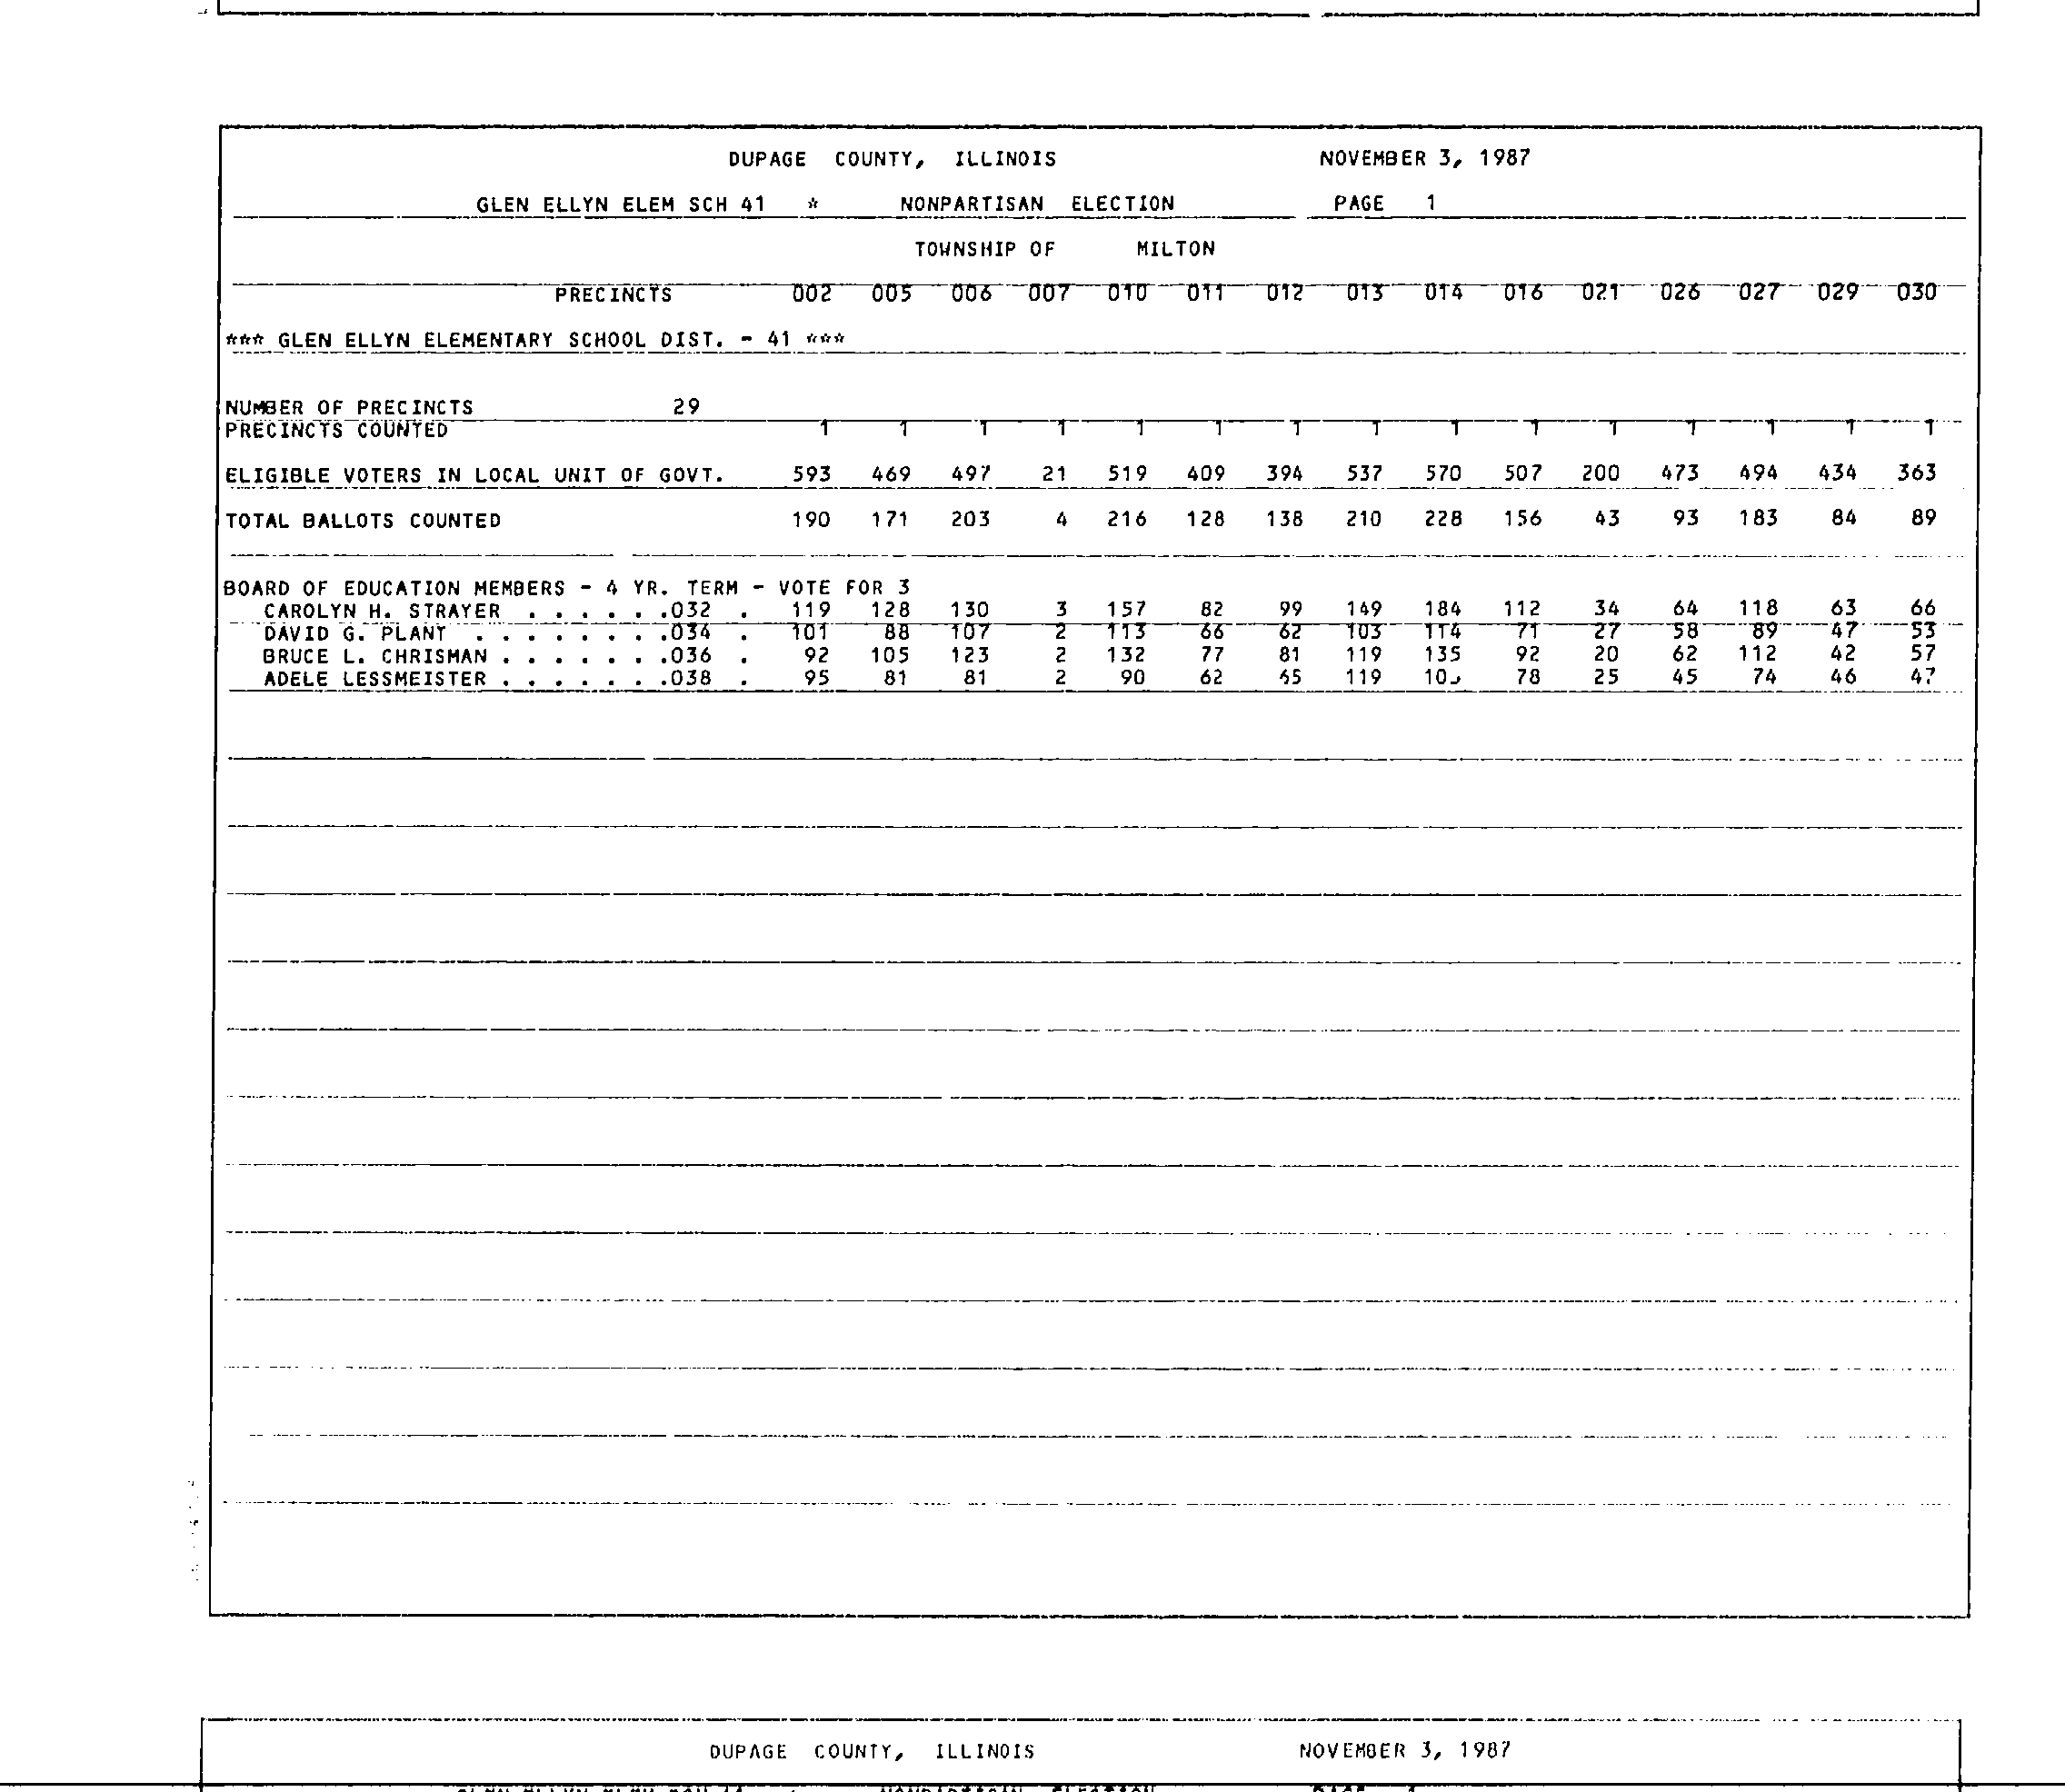 DUPAGE COUNTY, ILLINOIS NOVEMBER 3, 1987
GLEN ELLYN ELEM SCH 41 * NONPARTISAN ELECTION PAGE 1
TOWNSHIP OF MILTON
PRECINCTS 002 005 006 007 010 011 012 013 014 016 021 026 027 029 030
*** GLEN ELLYN ELEMENTARY SCHOOL DIST. - 41 ***
NUMBER OF PRECINCTS 29
PRECINCTS COUNTED 1 1 1 1 1 1 1 1 1 1 1 1 1 1 1
ELIGIBLE VOTERS IN LOCAL UNIT OF GOVT. 593 469 497 21 519 409 394 537 570 507 200 473 494 434 363
TOTAL BALLOTS COUNTED 190 171 203 4 216 128 138 210 228 156 43 93 183 84 89
BOARD OF EDUCATION MEMBERS - 4 YR. TERM - VOTE FOR 3
CAROLYN H. STRAYER . . . . . .032 . 119 128 130 3 157 82 99 149 184 112 34 64 118 63 66
DAVID G. PLANT . . . . . . . .034 . 101 88 107 2 113 66 62 103 114 71 27 58 89 47 53
BRUCE L. CHRISMAN . . . . . . .036 . 92 105 123 2 132 77 81 119 135 92 20 62 112 42 57
ADELE LESSMEISTER . . . . . . .038 . 95 81 81 2 90 62 65 119 78 25 45 74 46 47
DUPAGE COUNTY, ILLINOIS NOVEMBER 3, 1987